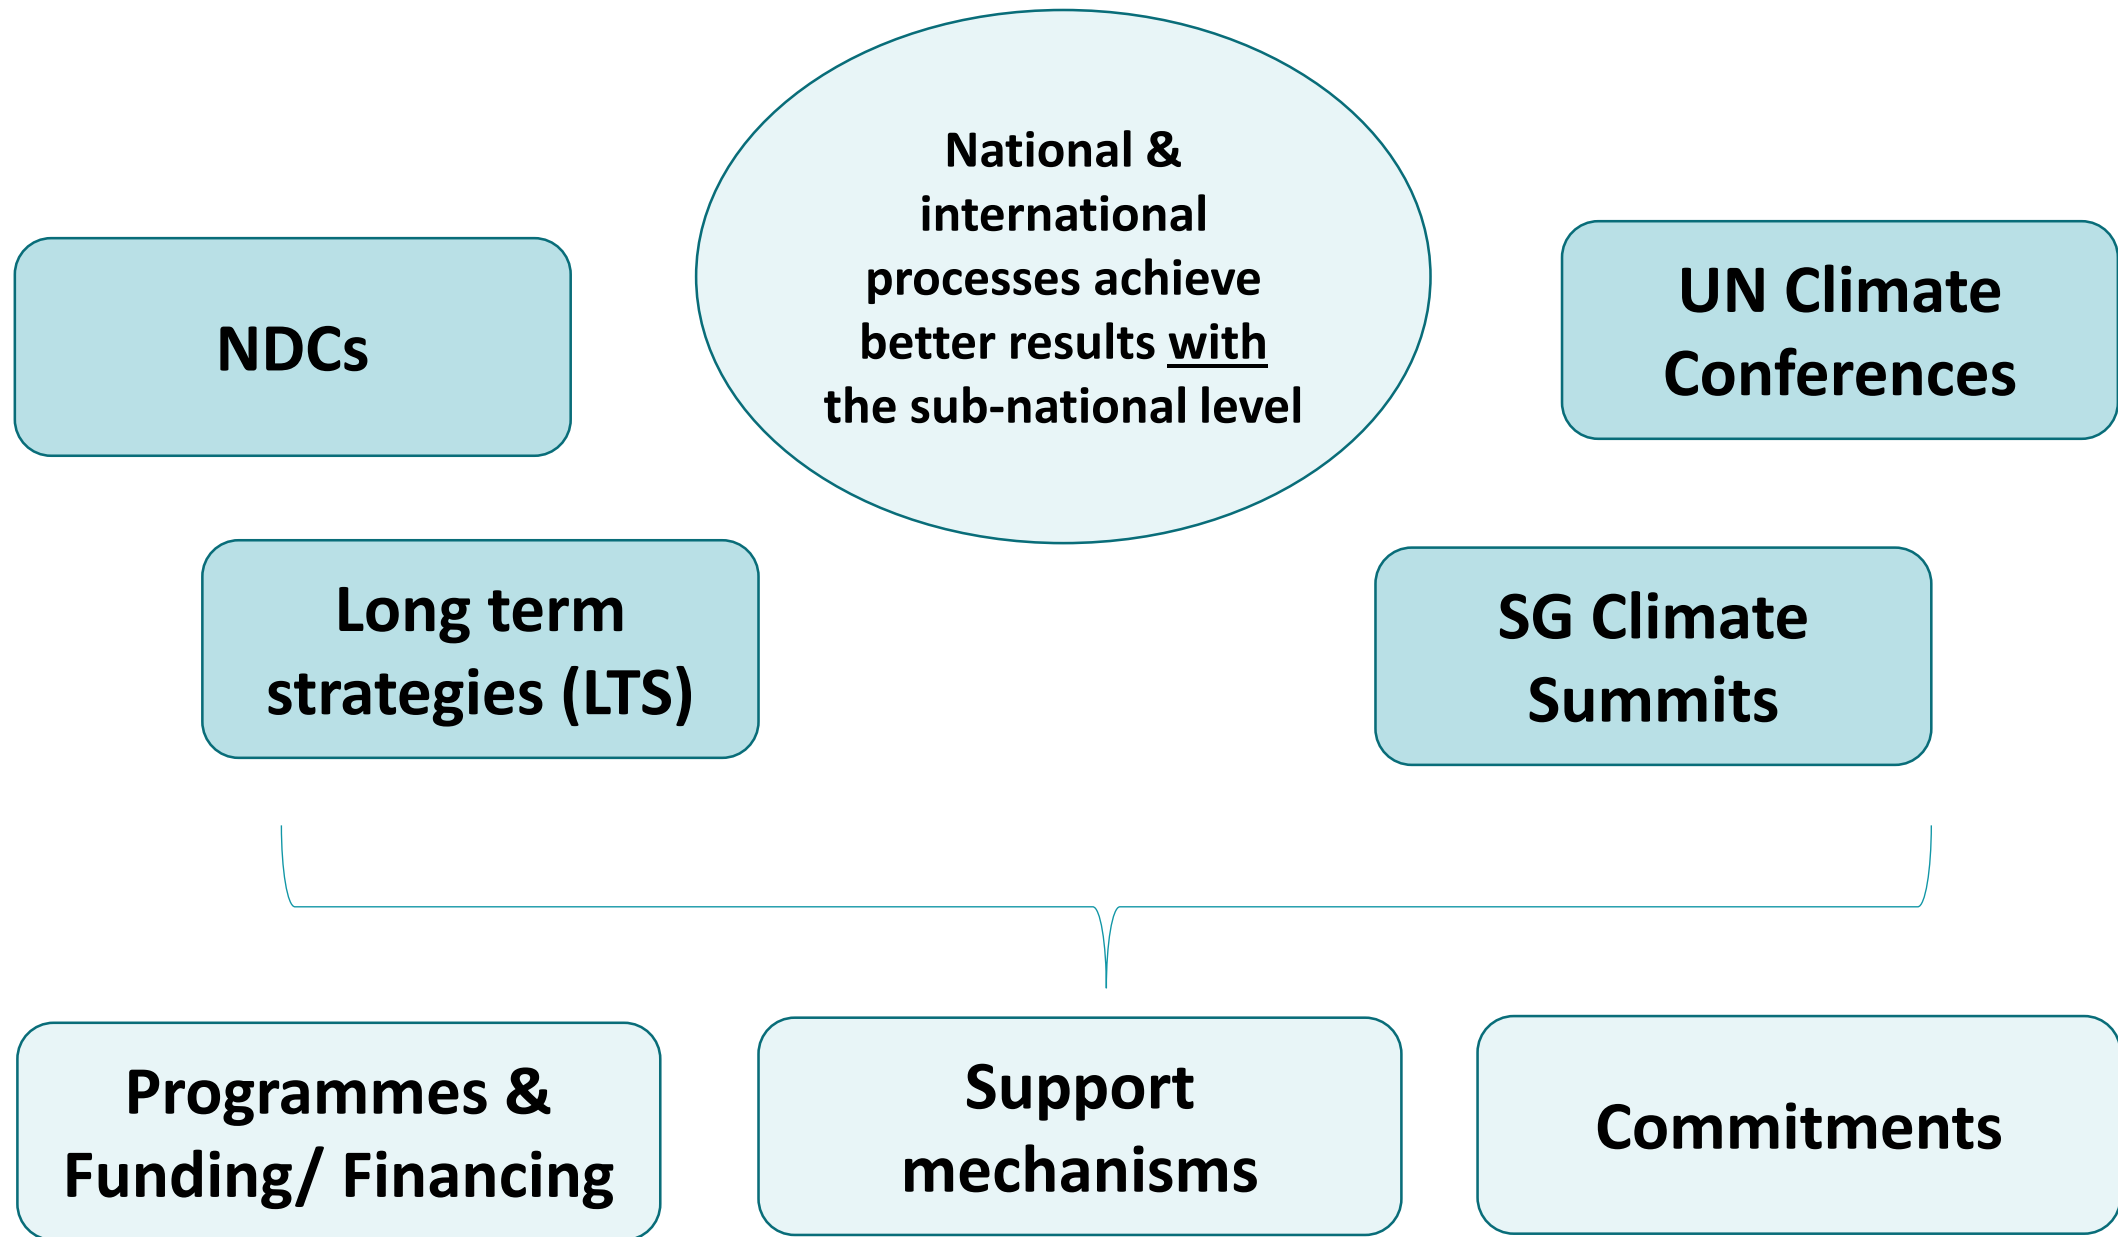 National &
international
processes achieve
better results with
the sub-national level
NDCs
UN Climate
Conferences
Long term
strategies (LTS)
SG Climate
Summits
Programmes &
Funding/ Financing
Support
mechanisms
Commitments